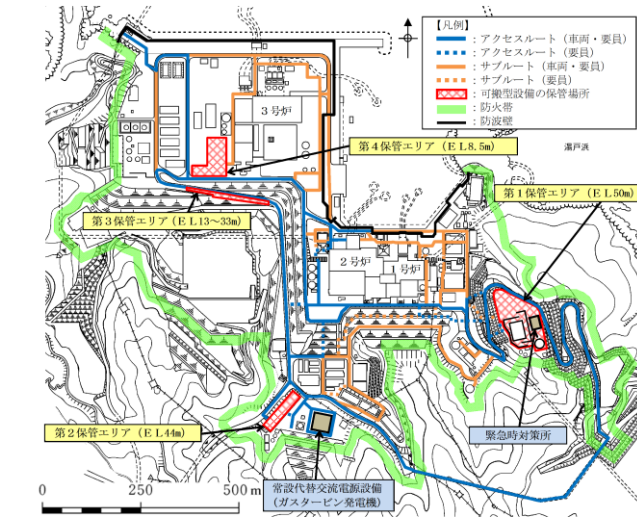 【凡例】
：アクセスルート（車両・要員）
：アクセスルート（要員）
：サブルート（車両・要員）
：サブルート（要員）
：可搬型設備の保管場所
：防火帯
：防波壁
3号炉
第4保管エリア（EL8.5m）
第1保管エリア（EL50m）
第3保管エリア（EL13～33m）
2号炉
1号炉
第2保管エリア（EL44m）
緊急時対策所
常設代替交流電源設備
（ガスタービン発電機）
0 250 500 m